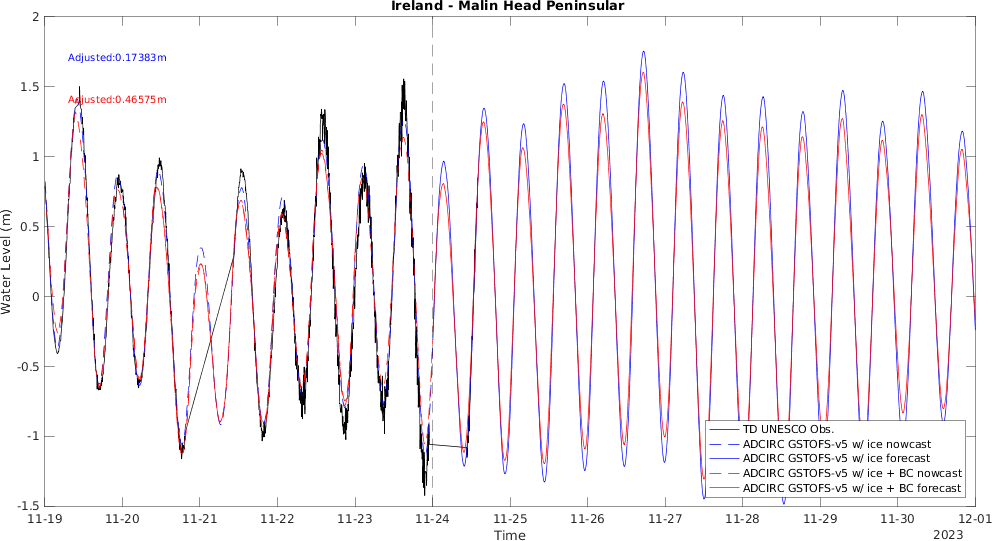 Ireland - Malin Head Peninsular
Adjusted:0.17383m
Adjusted:0.46575m
Water Level (m)
2
1.5
1
0.5
0
-0.5
-1
-1.5
TD UNESCO Obs.
ADCIRC GSTOFS-v5 w/ ice nowcast
ADCIRC GSTOFS-v5 w/ ice forecast
ADCIRC GSTOFS-v5 w/ ice + BC nowcast
ADCIRC GSTOFS-v5 w/ ice + BC forecast
11-19 11-20 11-21 11-22 11-23 11-24 11-25 11-26 11-27 11-28 11-29 11-30 12-01
Time
2023